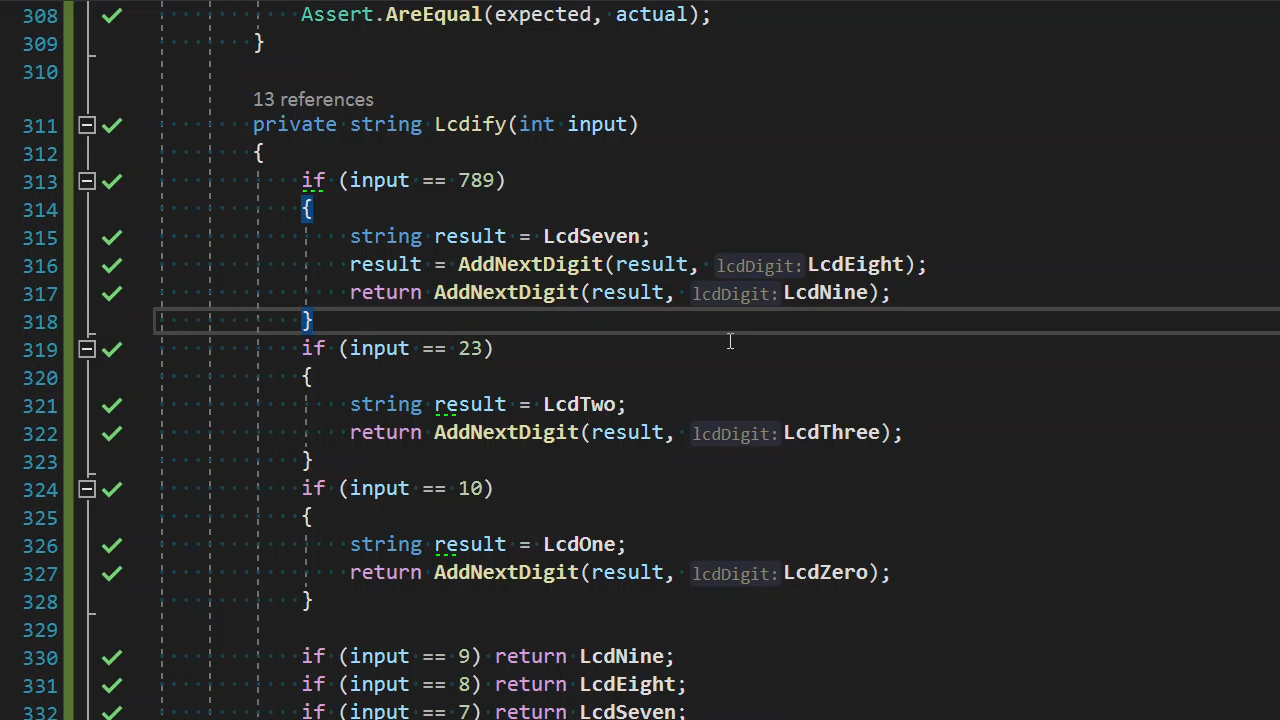 308 Assert.AreEqual(expected, actual);
309 }
310
13 references
311 private string Lcdify(int input)
312 {
313 if (input == 789)
314 {
315 string result = LcdSeven;
316 result = AddNextDigit(result, lcdDigit: LcdEight);
317 return AddNextDigit(result, lcdDigit: LcdNine);
318 }
319 if (input == 23)
320 {
321 string result = LcdTwo;
322 return AddNextDigit(result, lcdDigit: LcdThree);
323 }
324 if (input == 10)
325 {
326 string result = LcdOne;
327 return AddNextDigit(result, lcdDigit: LcdZero);
328 }
329
330 if (input == 9) return LcdNine;
331 if (input == 8) return LcdEight;
332 if (input == 7) return LcdSeven;